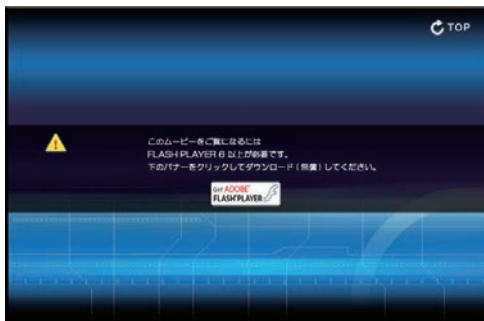 TOP
このムービーをご覧になるには
FLASH PLAYER 6 以上が必要です。
下のバナーをクリックしてダウンロード(無償)してください。
Get ADOBE®
FLASH® PLAYER